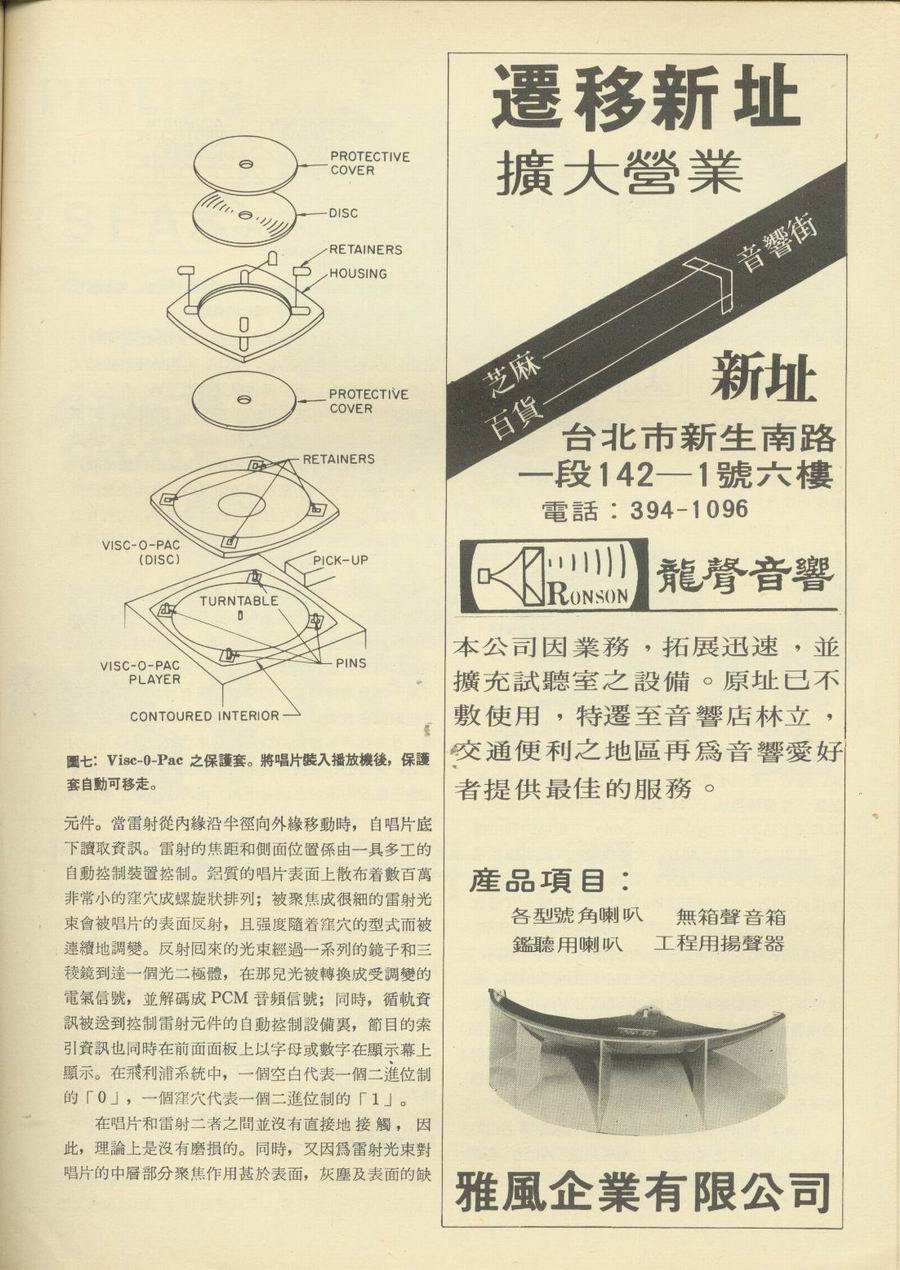 PROTECTIVE
COVER
DISC
RETAINERS
HOUSING
PROTECTIVE
COVER
RETAINERS
VISC-O-PAC
(DISC)
PICK-UP
TURNTABLE
VISC-O-PAC
PLAYER
PINS
CONTOURED INTERIOR
圖七: Visc-0-Pac 之保護套。將唱片裝入播放機後，保護
套自動可移走。
元件。當雷射從內緣沿半徑向外緣移動時，自唱片底
下讀取資訊。雷射的焦距和側面位置係由一具多工的
自動控制裝置控制。鋁質的唱片表面上散布着數百萬
非常小的窪穴成螺旋狀排列；被聚焦成很細的雷射光
束會被唱片的表面反射，且强度隨着窪穴的型式而被
連續地調變。反射回來的光束經過一系列的鏡子和三
稜鏡到達一個光二極體，在那兒光被轉換成受調變的
電氣信號，並解碼成 PCM 音頻信號；同時，循軌資
訊被送到控制雷射元件的自動控制設備裏，節目的索
引資訊也同時在前面面板上以字母或數字在顯示幕上
顯示。在飛利浦系統中，一個空白代表一個二進位制
的「0」，一個窪穴代表一個二進位制的「1」。
在唱片和雷射二者之間並沒有直接地接觸，因
此，理論上是沒有磨損的。同時，又因爲雷射光束對
唱片的中層部分聚焦作用甚於表面，灰塵及表面的缺
遷移新址
擴大營業
音響街
芝麻
百貨
新址
台北市新生南路
一段142—1號六樓
電話：394-1096
RONSON
龍聲音響
本公司因業務，拓展迅速，並
擴充試聽室之設備。原址已不
敷使用，特遷至音響店林立，
交通便利之地區再爲音響愛好
者提供最佳的服務。
産品項目：
各型號角喇叭 無箱聲音箱
鑑聽用喇叭 工程用揚聲器
雅風企業有限公司